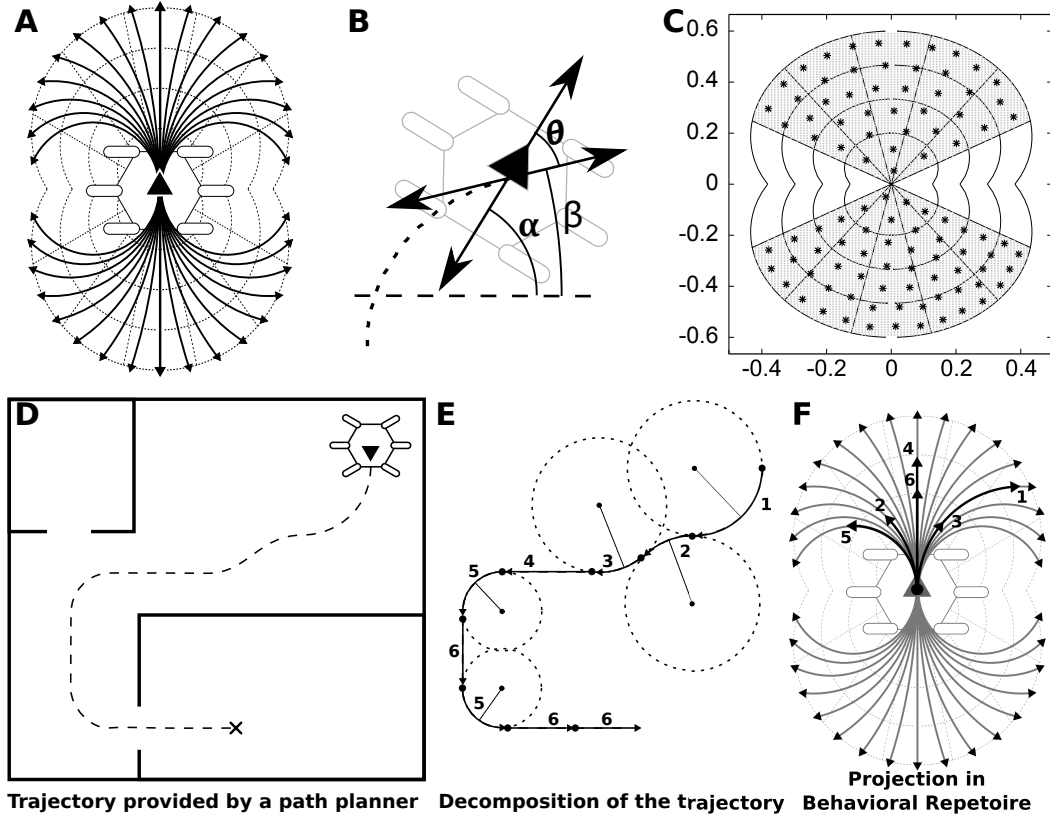 A
B
θ
α
β
C
0.6
0.4
0.2
0
-0.2
-0.4
-0.6
-0.4
-0.2
0
0.2
0.4
D
Trajectory provided by a path planner
E
1
2
3
4
5
6
5
6
6
Decomposition of the trajectory
F
4
6
2
3
1
5
Projection in
Behavioral Repetoire